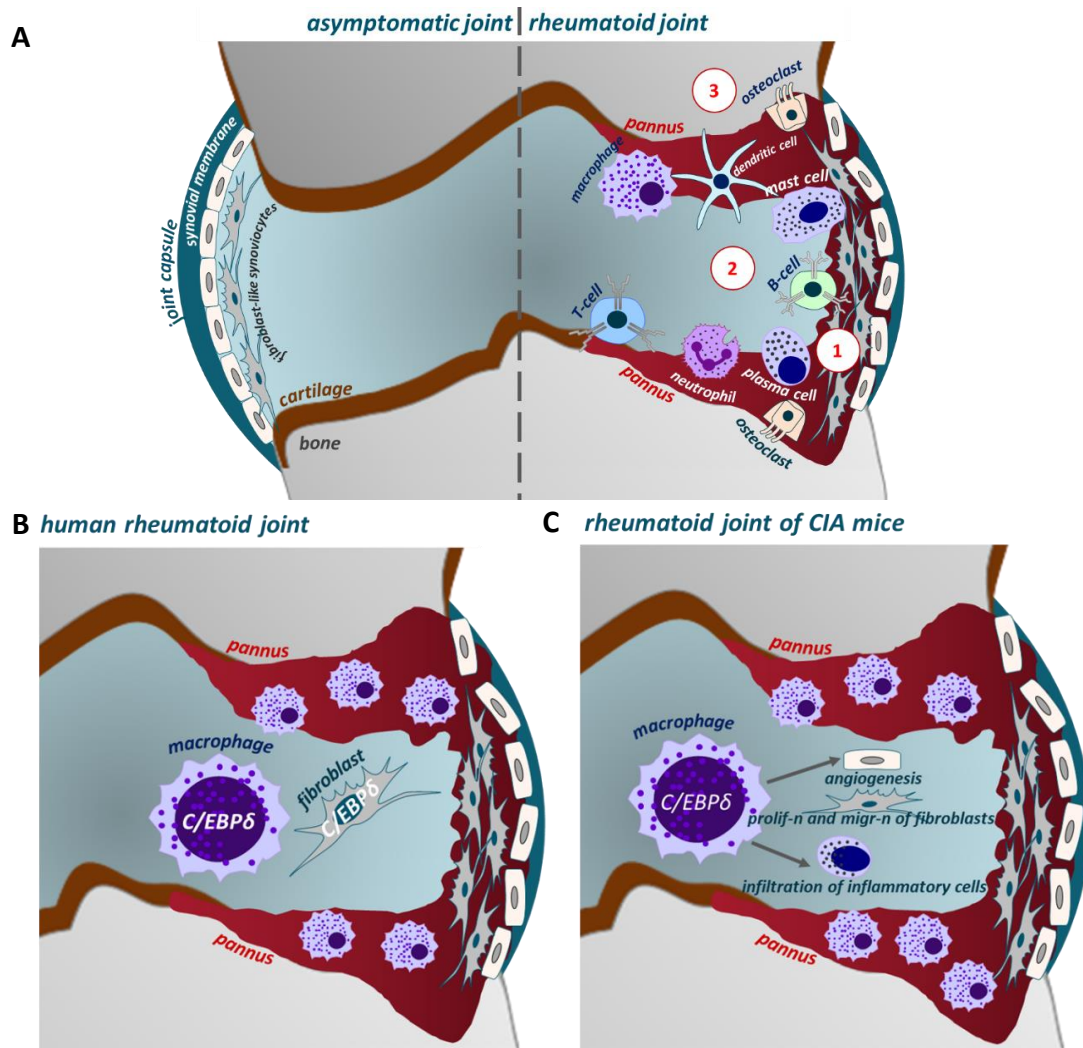 A
asymptomatic joint
rheumatoid joint
joint capsule
synovial membrane
fibroblast-like synoviocytes
cartilage
bone
3
osteoclast
pannus
macrophage
dendritic cell
mast cell
2
B-cell
T-cell
1
neutrophil
plasma cell
pannus
osteoclast
B
human rheumatoid joint
pannus
macrophage
fibroblast
C/EBPδ
C/EBPδ
pannus
C
rheumatoid joint of CIA mice
pannus
macrophage
C/EBPδ
angiogenesis
prolif-n and migr-n of fibroblasts
infiltration of inflammatory cells
pannus